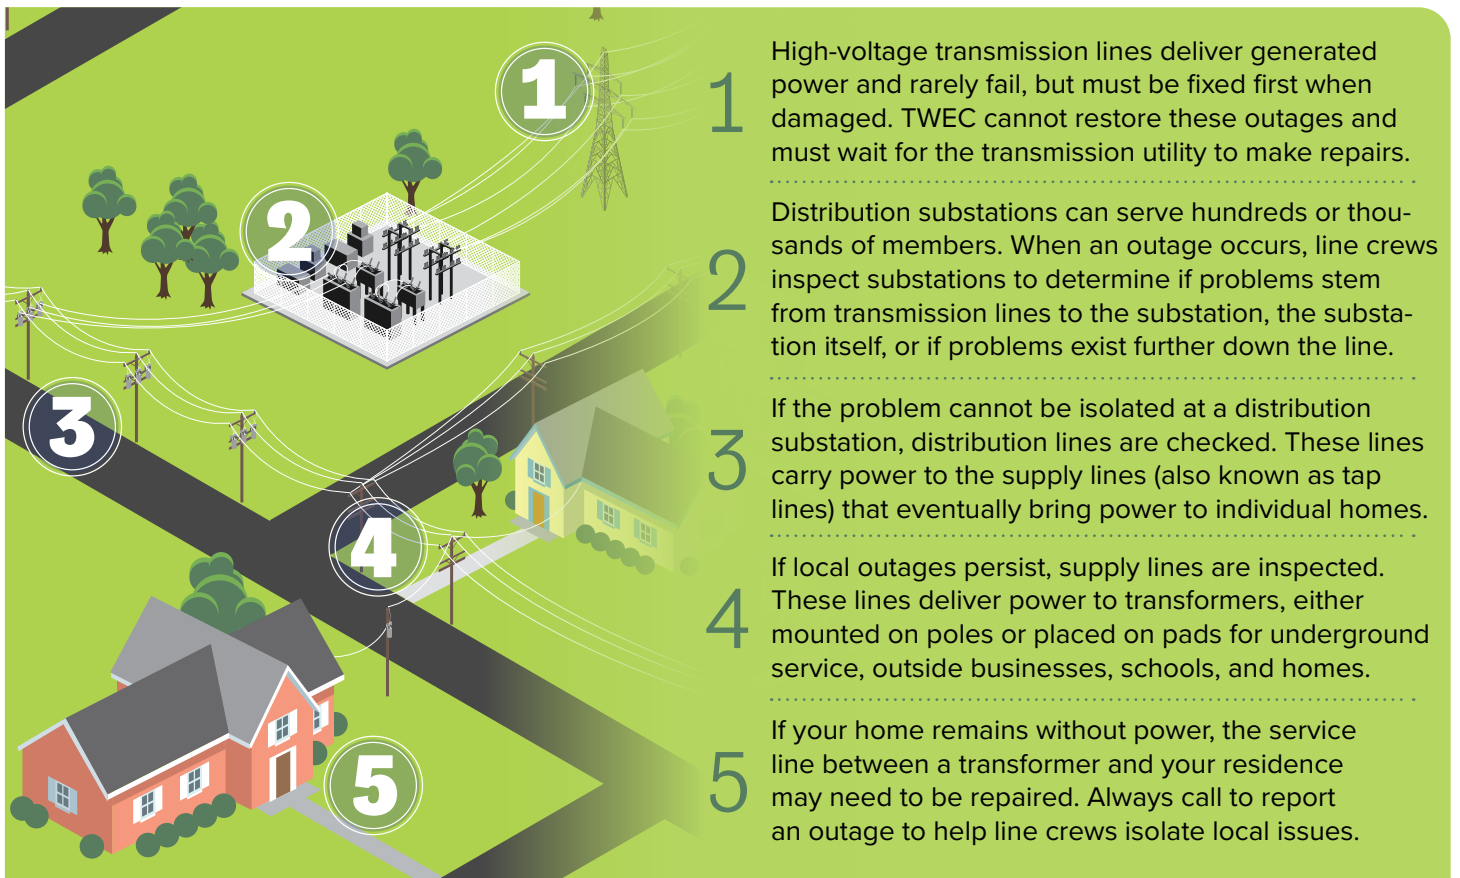 1
2
3
4
5
1
High-voltage transmission lines deliver generated
power and rarely fail, but must be fixed first when
damaged. TWEC cannot restore these outages and
must wait for the transmission utility to make repairs.
2
Distribution substations can serve hundreds or thou-
sands of members. When an outage occurs, line crews
inspect substations to determine if problems stem
from transmission lines to the substation, the substa-
tion itself, or if problems exist further down the line.
3
If the problem cannot be isolated at a distribution
substation, distribution lines are checked. These lines
carry power to the supply lines (also known as tap
lines) that eventually bring power to individual homes.
4
If local outages persist, supply lines are inspected.
These lines deliver power to transformers, either
mounted on poles or placed on pads for underground
service, outside businesses, schools, and homes.
5
If your home remains without power, the service
line between a transformer and your residence
may need to be repaired. Always call to report
an outage to help line crews isolate local issues.